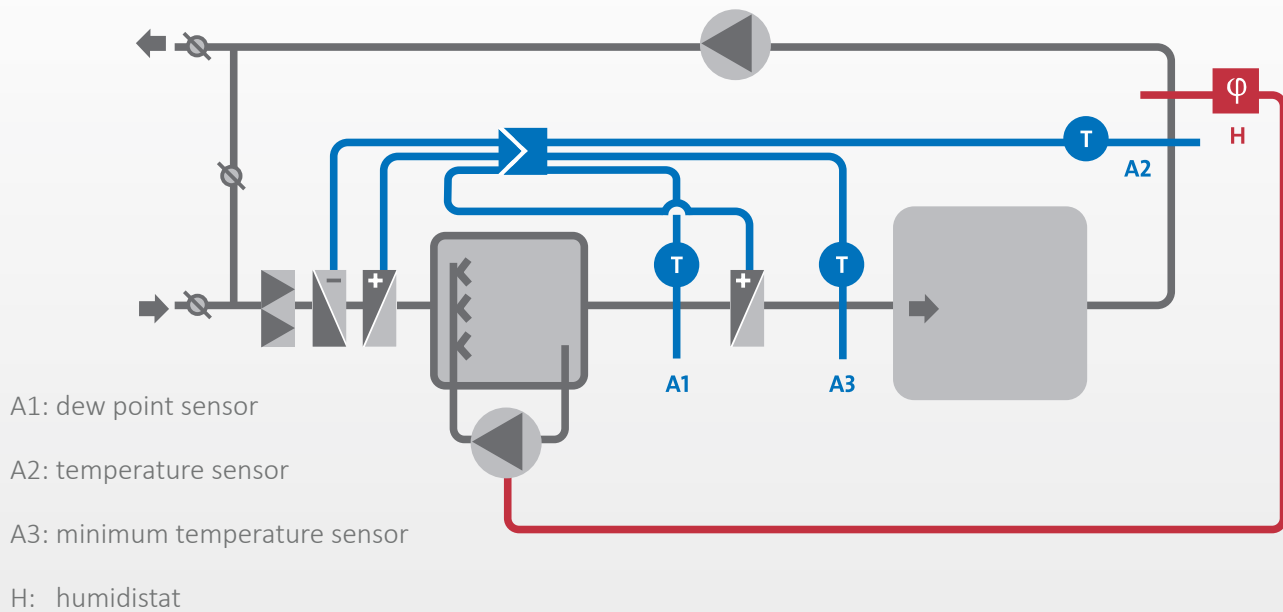 φ
H
T
A2
T
T
−
+
+
A1
A3
A1: dew point sensor
A2: temperature sensor
A3: minimum temperature sensor
H: humidistat